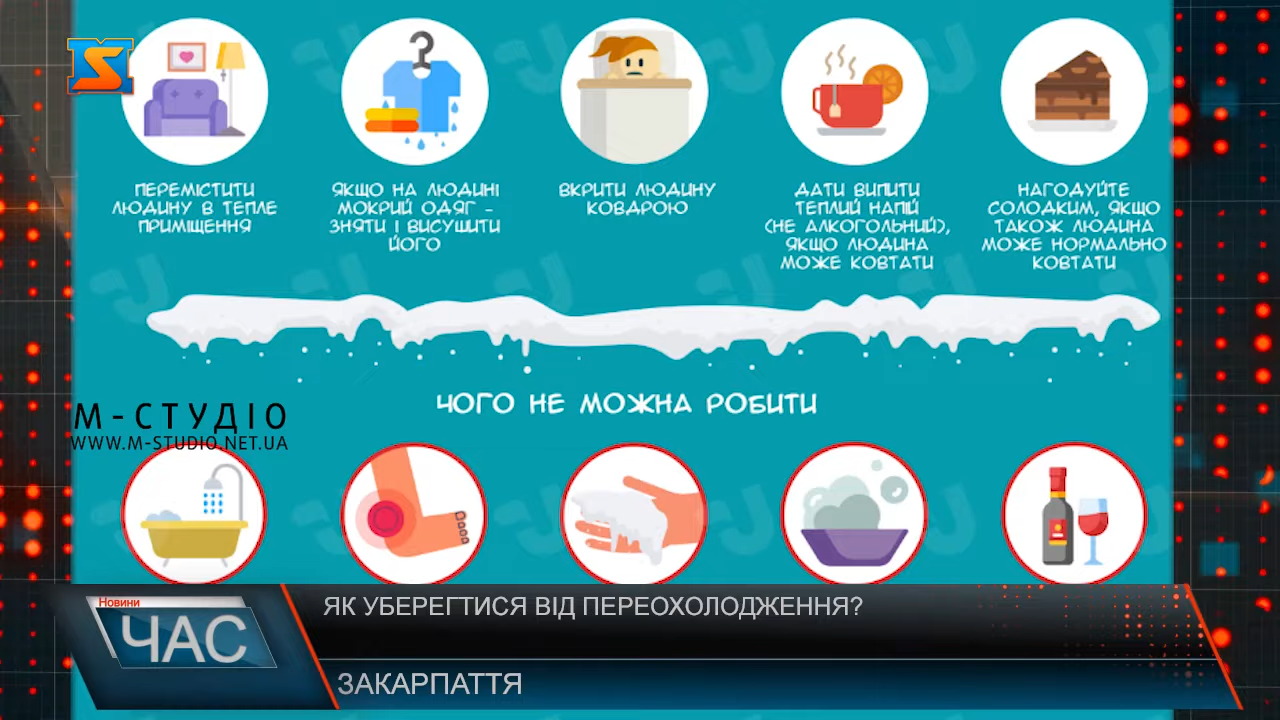 ПЕРЕМІСТИТИ
ЛЮДИНУ В ТЕПЛЕ
ПРИМІЩЕННЯ
ЯКЩО НА ЛЮДИНІ
МОКРИЙ ОДЯГ –
ЗНЯТИ І ВИСУШИТИ
ЙОГО
ВКРИТИ ЛЮДИНУ
КОВДРОЮ
ДАТИ ВИПИТИ
ТЕПЛИЙ НАПІЙ
(НЕ АЛКОГОЛЬНИЙ),
ЯКЩО ЛЮДИНА
МОЖЕ КОВТАТИ
НАГОДУЙТЕ
СОЛОДКИМ, ЯКЩО
ТАКОЖ ЛЮДИНА
МОЖЕ НОРМАЛЬНО
КОВТАТИ
ЧОГО НЕ МОЖНА РОБИТИ
М-СТУДІО
WWW.M-STUDIO.NET.UA
Новини
ЧАС
ЯК УБЕРЕГТИСЯ ВІД ПЕРЕОХОЛОДЖЕННЯ?
ЗАКАРПАТТЯ